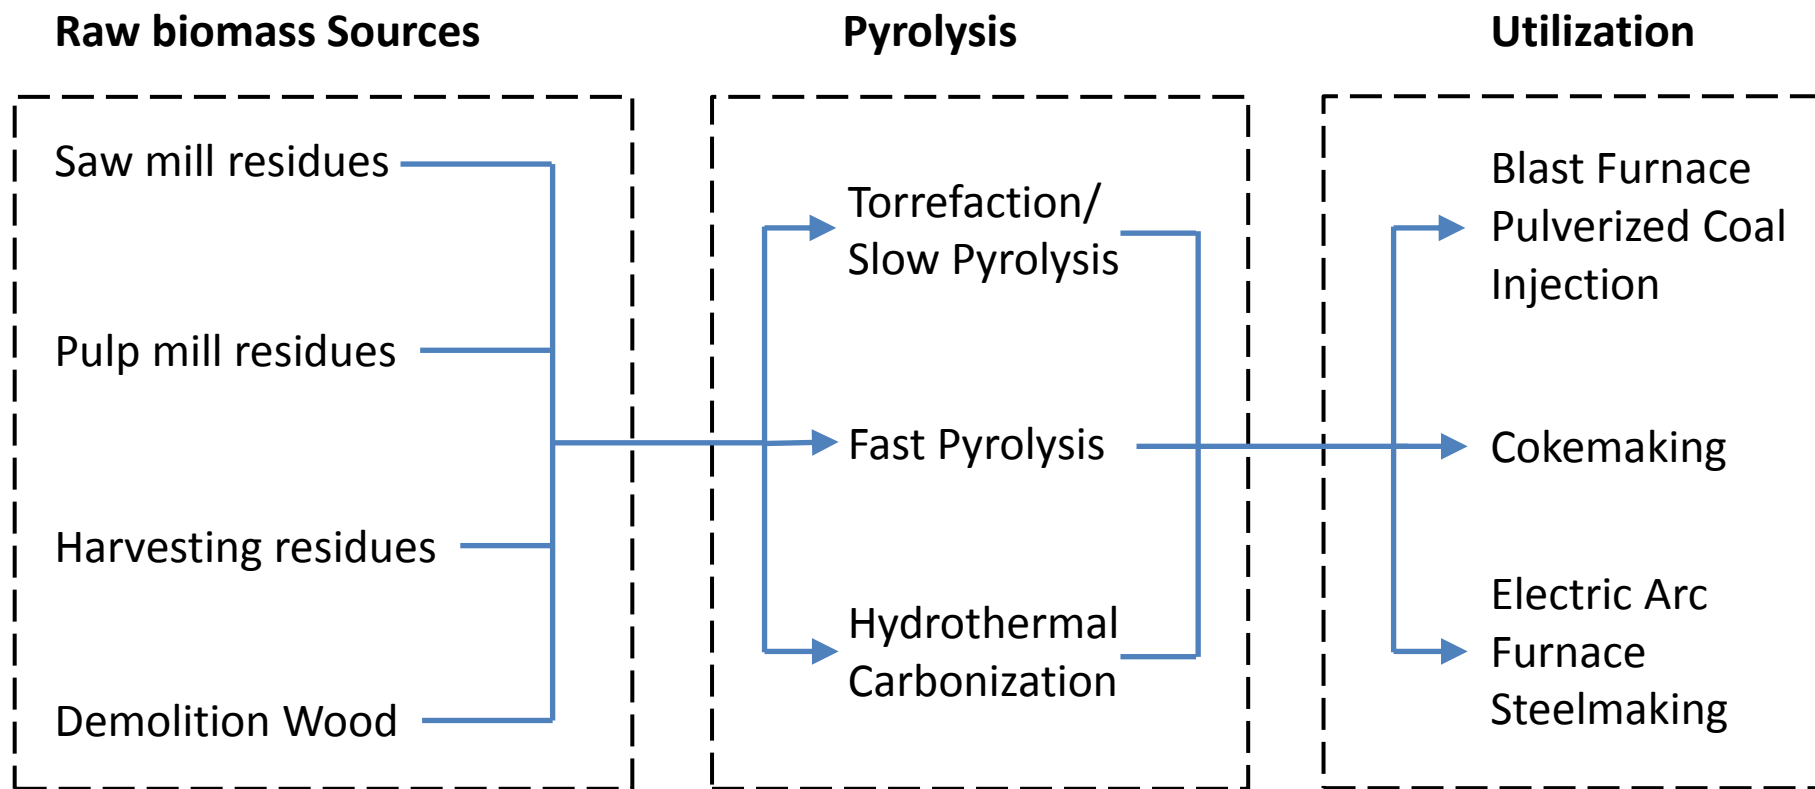 Raw biomass Sources
Pyrolysis
Utilization
Saw mill residues
Pulp mill residues
Harvesting residues
Demolition Wood
Torrefaction/
Slow Pyrolysis
Fast Pyrolysis
Hydrothermal
Carbonization
Blast Furnace
Pulverized Coal
Injection
Cokemaking
Electric Arc
Furnace
Steelmaking